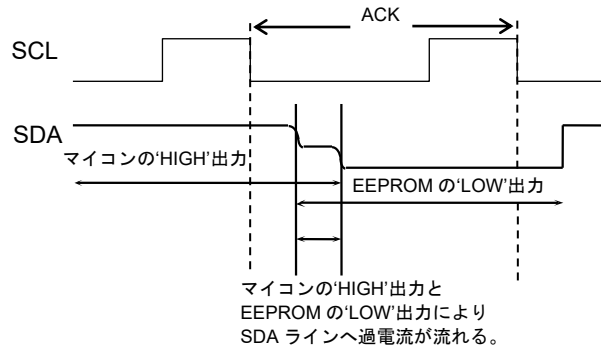 ACK
SCL
SDA
マイコンの‘HIGH’出力
EEPROM の‘LOW’出力
マイコンの‘HIGH’出力と
EEPROM の‘LOW’出力により
SDA ラインへ過電流が流れる。